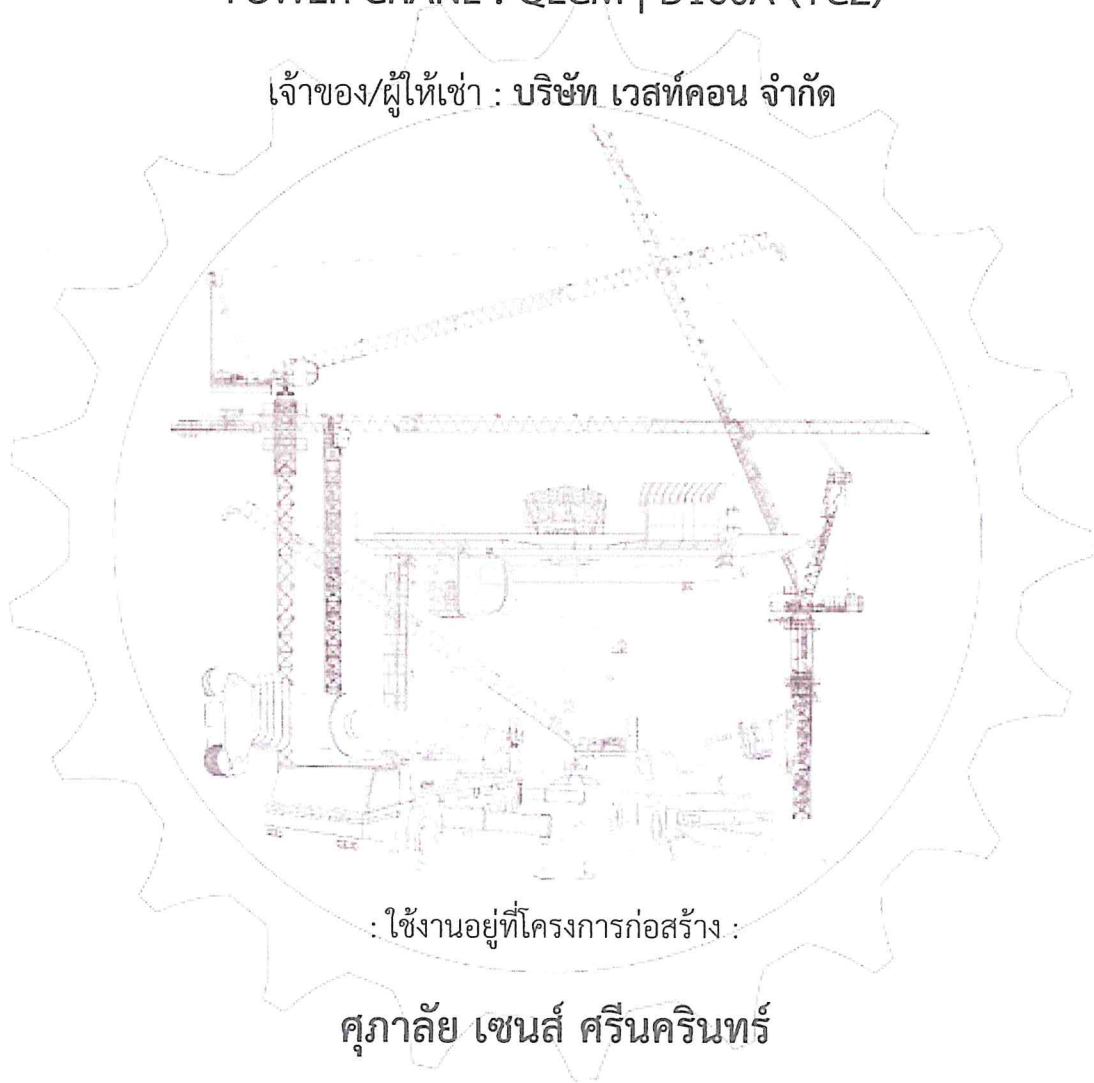 เจ้าของ/ผู้ให้เช่า : บริษัท เวสท์คอน จำกัด
: ใช้งานอยู่ที่โครงการก่อสร้าง :
ศุภาลัย เซนส์ ศรีนครินทร์